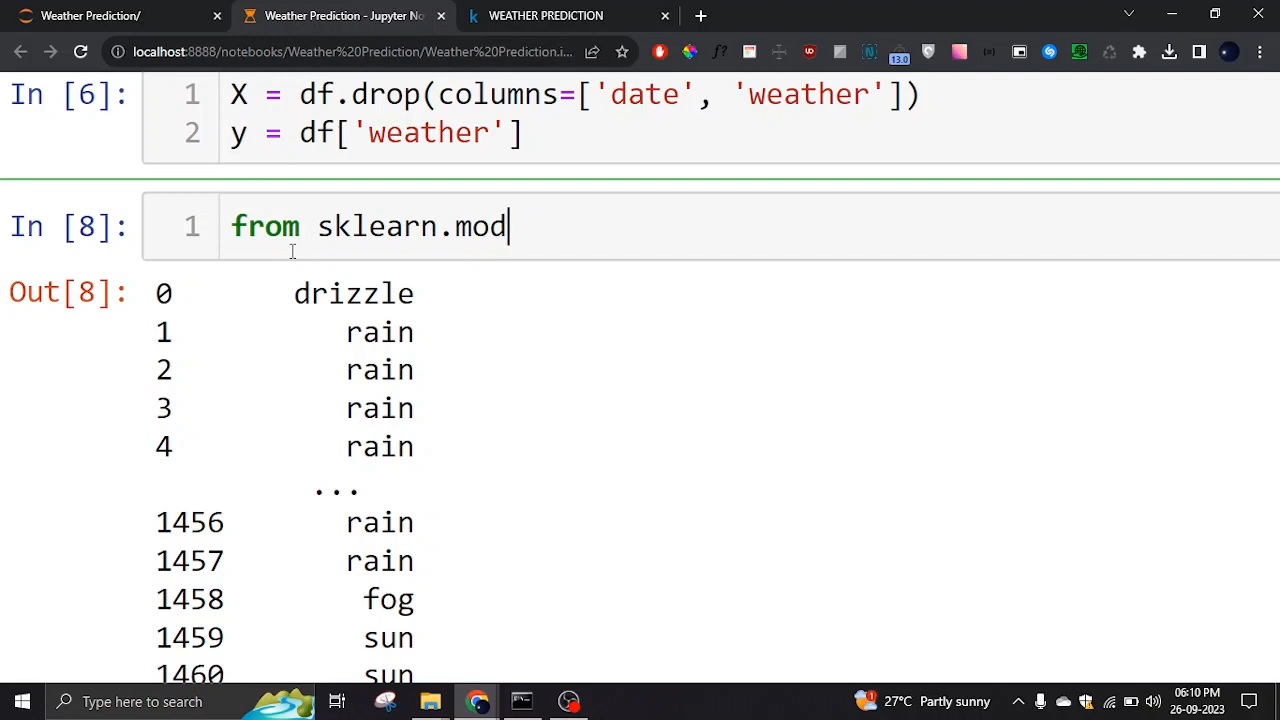 Weather Prediction/
Weather Prediction - Jupyter No
WEATHER PREDICTION
localhost:8888/notebooks/Weather%20Prediction/Weather%20Prediction.i...
13.0
In [6]:
1 X = df.drop(columns=['date', 'weather'])
2 y = df['weather']
In [8]:
1 from sklearn.mod
Out[8]:
0 drizzle
1 rain
2 rain
3 rain
4 rain
...
1456 rain
1457 rain
1458 fog
1459 sun
1460 sun
Type here to search
27°C Partly sunny
06:10 PM
26-09-2023